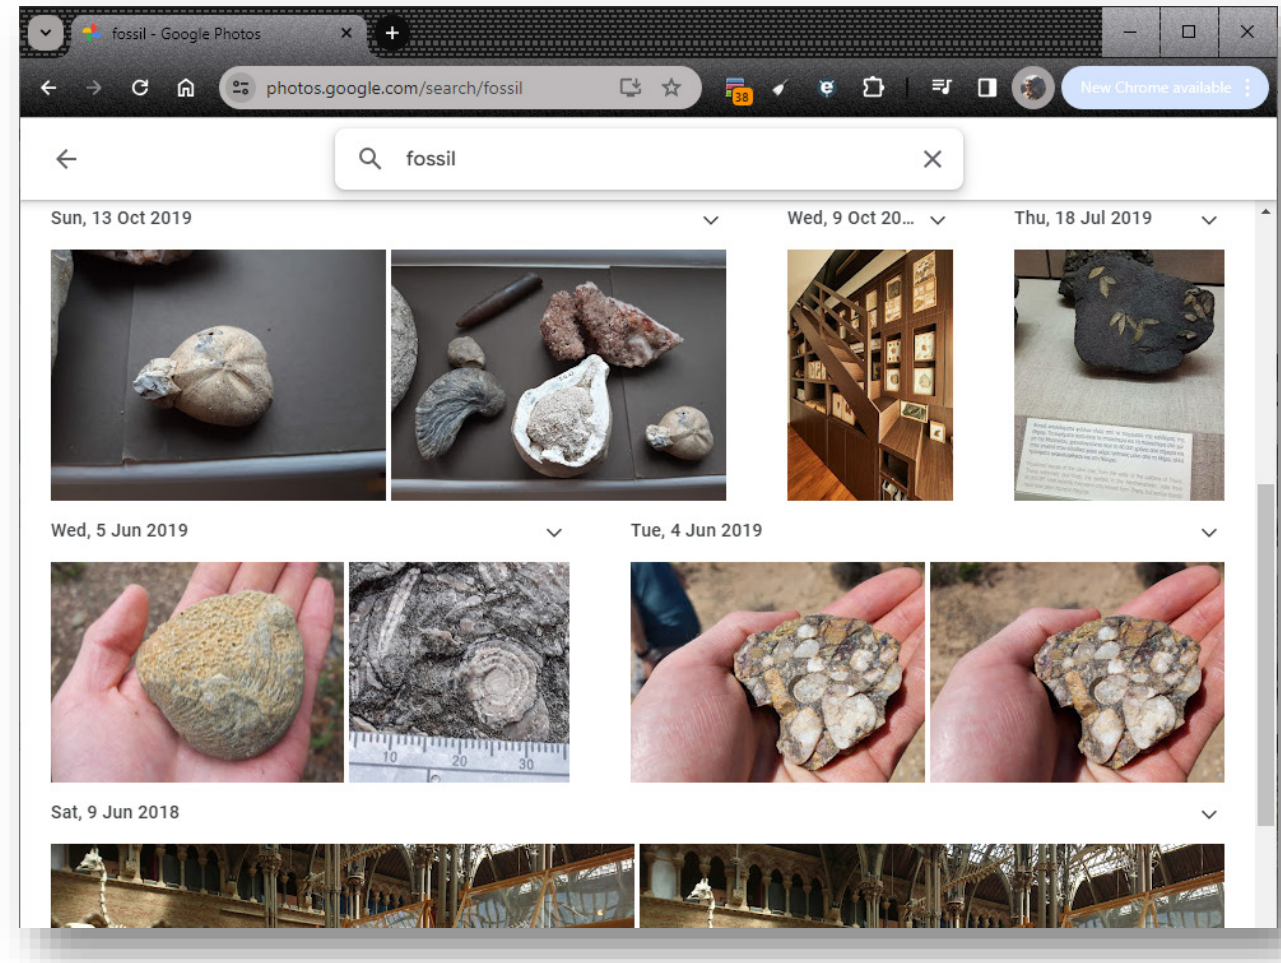 fossil - Google Photos
photos.google.com/search/fossil
38
New Chrome available
fossil
Sun, 13 Oct 2019
Wed, 9 Oct 20...
Thu, 18 Jul 2019
Wed, 5 Jun 2019
Tue, 4 Jun 2019
10 20 30
Sat, 9 Jun 2018